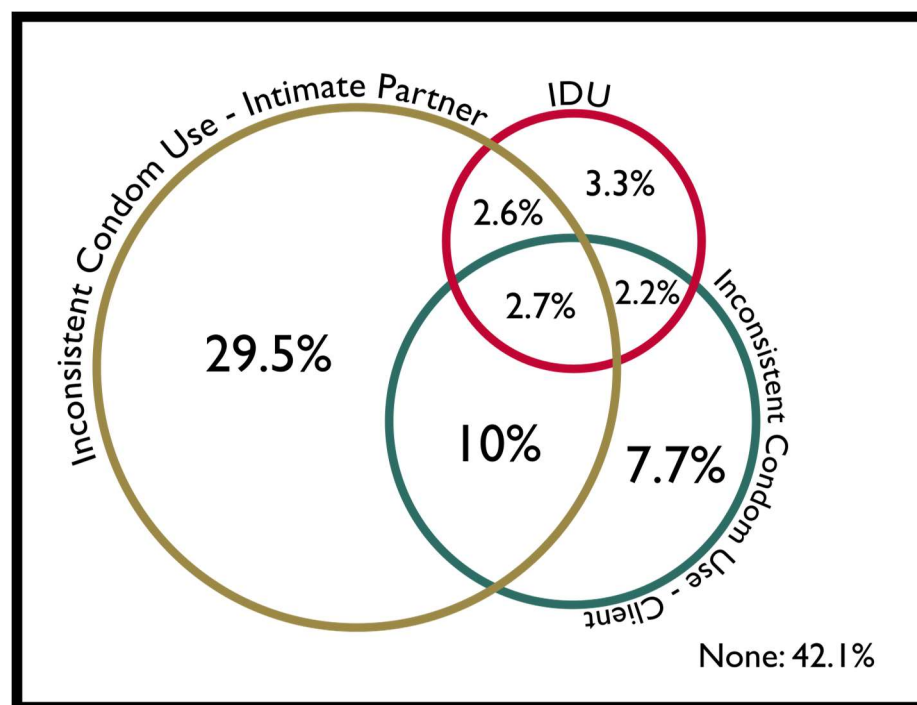 Inconsistent Condom Use - Intimate Partner
IDU
3.3%
2.6%
2.7%
2.2%
Inconsistent Condom Use - Client
29.5%
10%
7.7%
None: 42.1%